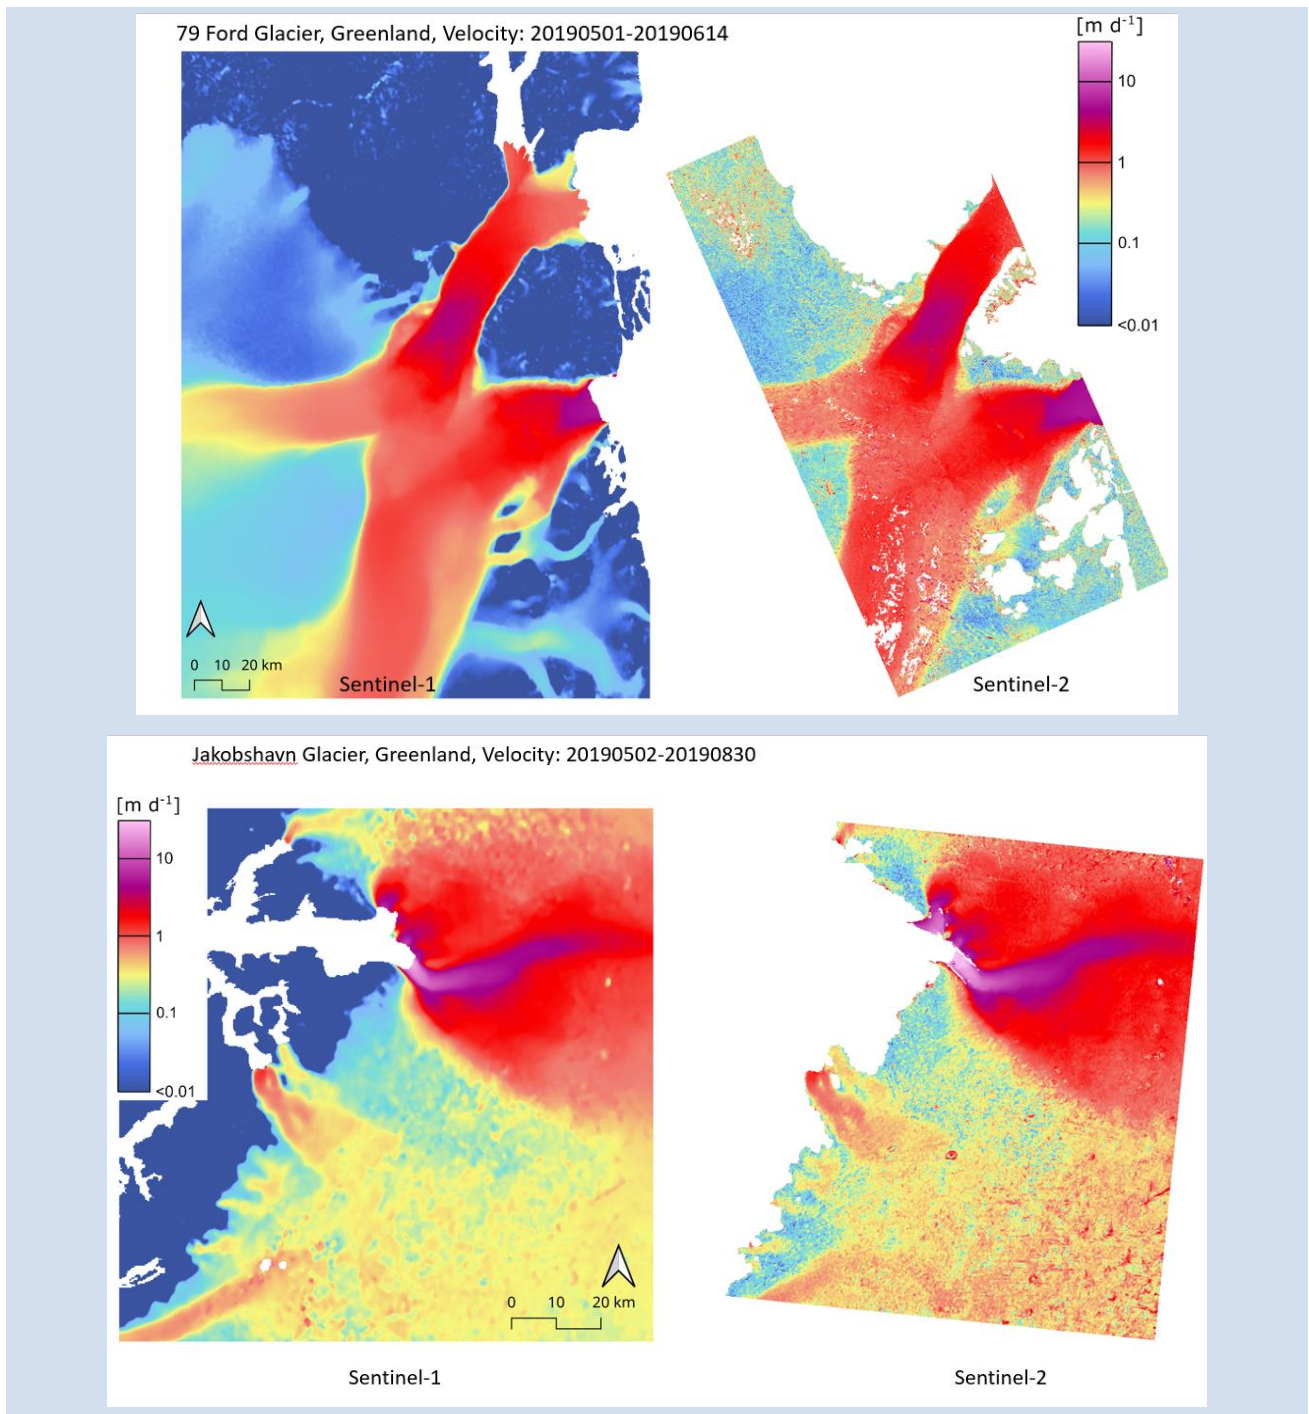 79 Ford Glacier, Greenland, Velocity: 20190501-20190614
[m d-1]
10
1
0.1
<0.01
0 10 20 km
Sentinel-1
Sentinel-2
Jakobshavn Glacier, Greenland, Velocity: 20190502-20190830
[m d-1]
10
1
0.1
<0.01
0 10 20 km
Sentinel-1
Sentinel-2